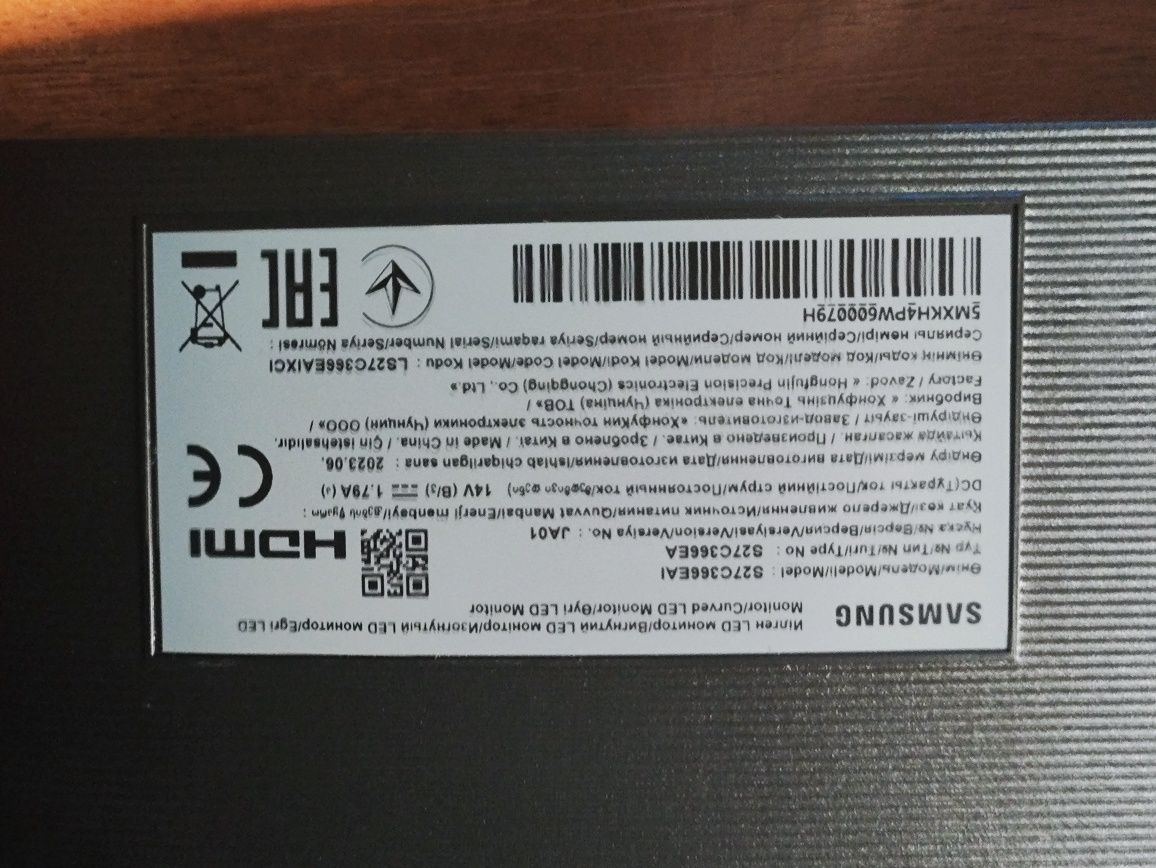 SAMSUNG
Иілген LED монитор/Вигнутий LED монітор/Изогнутый LED монитор/Egri LED
Monitor/Curved LED Monitor/Əyri LED Monitor
Өнім/Модель/Modeli/Model : S27C366EAI
Түр №/Тип №/Turi/Type No : S27C366EA
Нұсқа №/Версія/Версия/Versiyasi/Version/Versiya No. : JA01
HDMI
Қуат көзі/Джерело живлення/Источник питания/Quvvat Manbai/Enerji mənbəyi/
DC(Тұрақты ток/Постійний струм/Постоянный ток/ 14V (В/ვ) 1.79A (ა)
Өндіру мерзімі/Дата виготовлення/Дата изготовления/Ishlab chiqarilgan sana : 2023.06.
Қытайда жасалған. / Произведено в Китае. / Зроблено в Китаї. / Made in China. / Çin istehsalıdır.
Өндіруші-зауыт / Завод-изготовитель: «ХонФуКин точность электроники (Чунцин) ООО» /
Виробник: « Хонфуцзінь Точна електроніка (Чунціна) ТОВ» /
Factory / Zavod: « Hongfujin Precision Electronics (Chongqing) Co., Ltd »
Өнімнің коды/Код моделі/Код модели/Model Kodi/Model Code/Model Kodu : LS27C366EAIXCI
Сериялы нөмірі/Серійний номер/Серийный номер/Seriya raqami/Serial Number/Seriya Nömrəsi :
5MXKH4PW600079H
CE
EAC